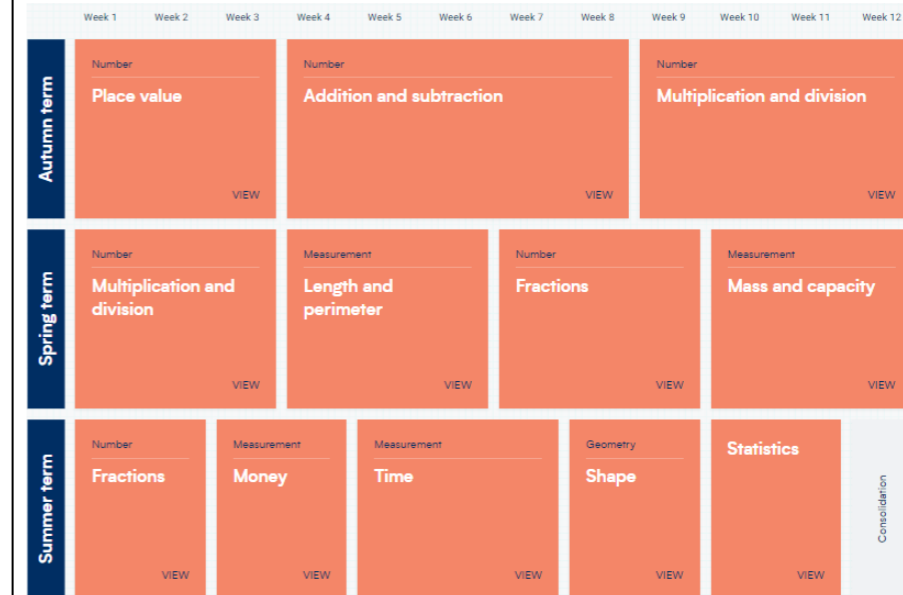 Week 1 Week 2 Week 3 Week 4 Week 5 Week 6 Week 7 Week 8 Week 9 Week 10 Week 11 Week 12
Autumn term
Number
Place value
VIEW
Number
Addition and subtraction
VIEW
Number
Multiplication and division
VIEW
Spring term
Number
Multiplication and
division
VIEW
Measurement
Length and
perimeter
VIEW
Number
Fractions
VIEW
Measurement
Mass and capacity
VIEW
Summer term
Number
Fractions
VIEW
Measurement
Money
VIEW
Measurement
Time
VIEW
Geometry
Shape
VIEW
Statistics
VIEW
Consolidation